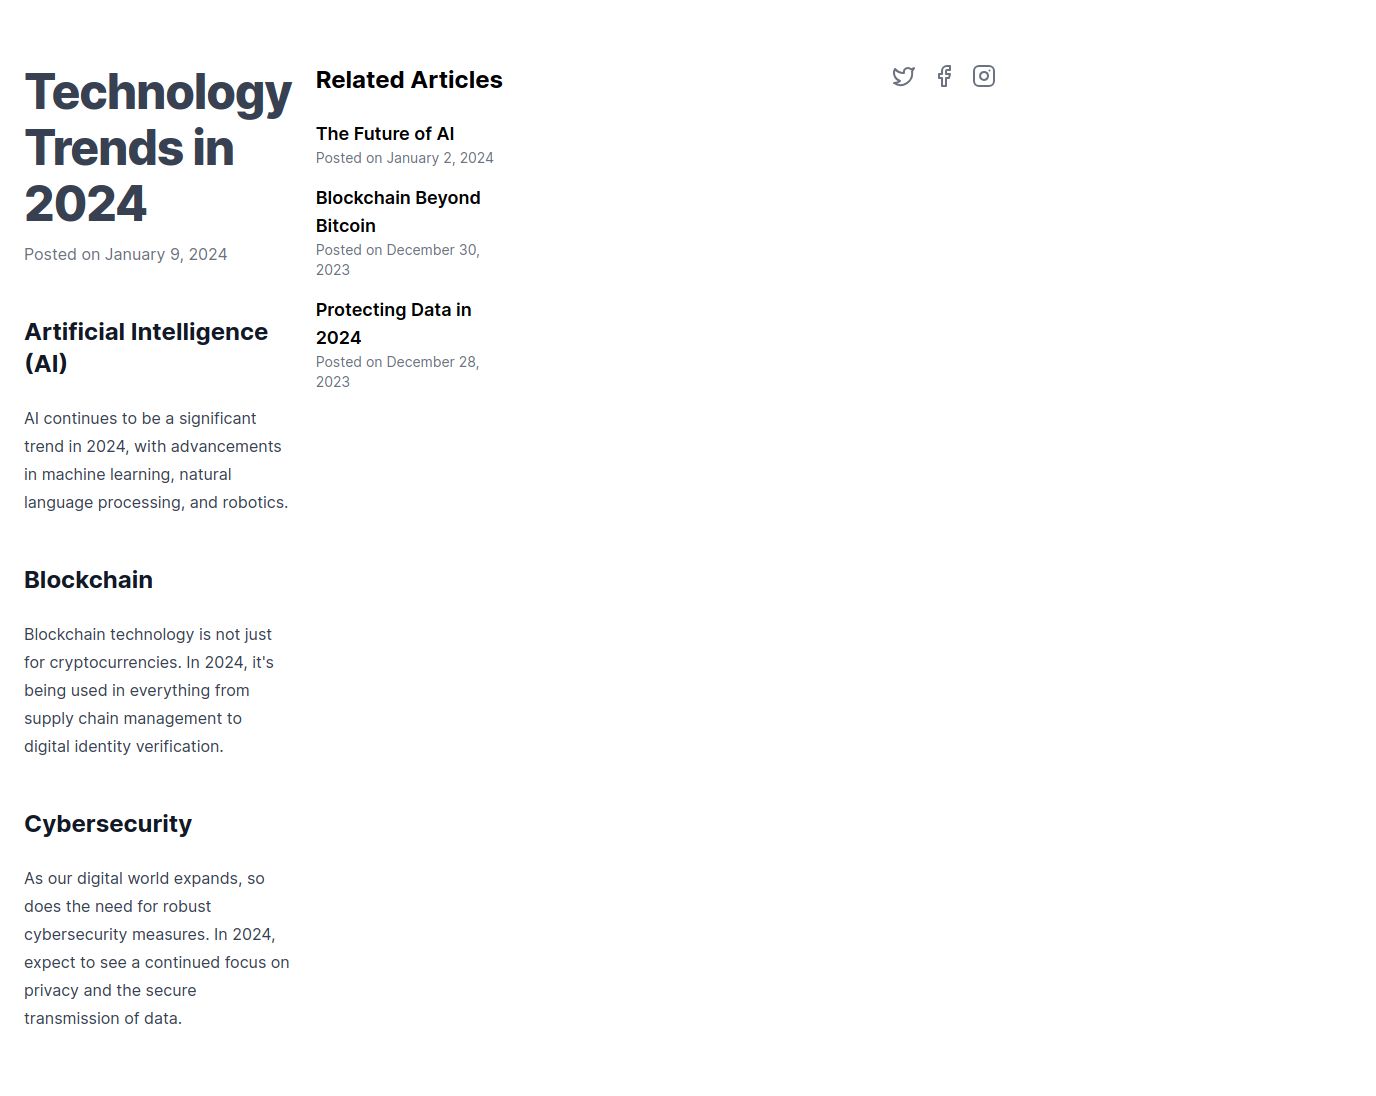 Technology
Trends in
2024
Posted on January 9, 2024
Artificial Intelligence
(AI)
AI continues to be a significant
trend in 2024, with advancements
in machine learning, natural
language processing, and robotics.
Blockchain
Blockchain technology is not just
for cryptocurrencies. In 2024, it's
being used in everything from
supply chain management to
digital identity verification.
Cybersecurity
As our digital world expands, so
does the need for robust
cybersecurity measures. In 2024,
expect to see a continued focus on
privacy and the secure
transmission of data.
Related Articles
The Future of AI
Posted on January 2, 2024
Blockchain Beyond
Bitcoin
Posted on December 30,
2023
Protecting Data in
2024
Posted on December 28,
2023